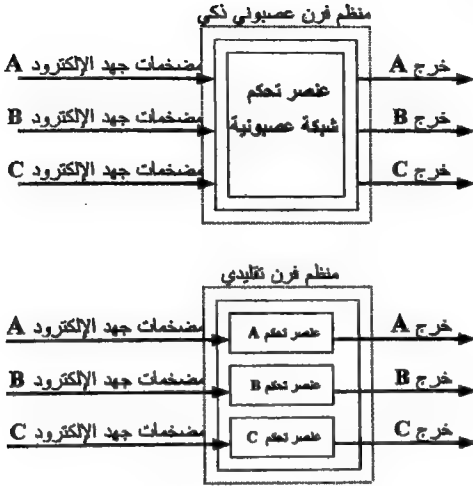 منظم فرن عصبوني ذكي
مضخمات جهد الإلكترود A
مضخمات جهد الإلكترود B
مضخمات جهد الإلكترود C
عنصر تحكم
شبكة عصبونية
خرج A
خرج B
خرج C
منظم فرن تقليدي
مضخمات جهد الإلكترود A
مضخمات جهد الإلكترود B
مضخمات جهد الإلكترود C
عنصر تحكم A
عنصر تحكم B
عنصر تحكم C
خرج A
خرج B
خرج C